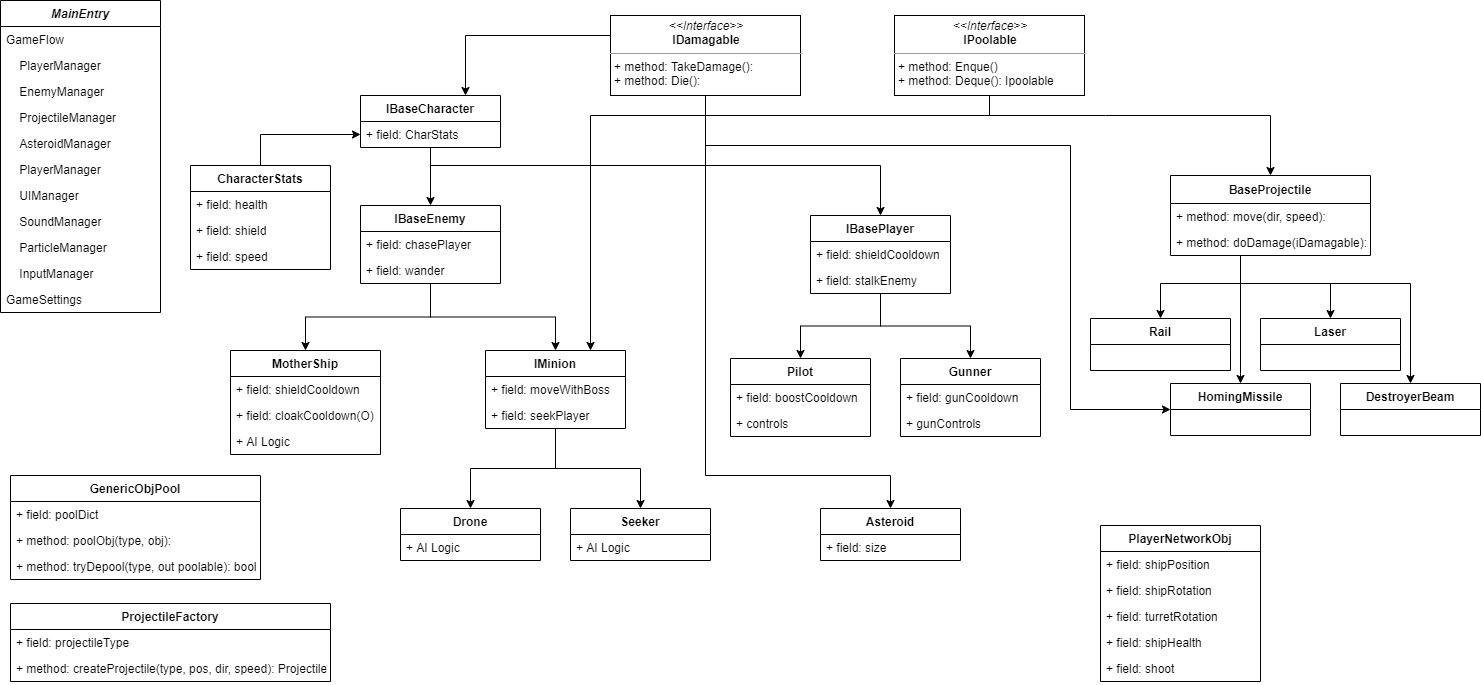 MainEntry
GameFlow
PlayerManager
EnemyManager
ProjectileManager
AsteroidManager
PlayerManager
UIManager
SoundManager
ParticleManager
InputManager
GameSettings
<<Interface>>
IDamagable
+ method: TakeDamage():
+ method: Die():
<<Interface>>
IPoolable
+ method: Enque()
+ method: Deque(): Ipoolable
IBaseCharacter
+ field: CharStats
CharacterStats
+ field: health
+ field: shield
+ field: speed
IBaseEnemy
+ field: chasePlayer
+ field: wander
IBasePlayer
+ field: shieldCooldown
+ field: stalkEnemy
BaseProjectile
+ method: move(dir, speed):
+ method: doDamage(iDamagable):
MotherShip
+ field: shieldCooldown
+ field: cloakCooldown(O)
+ AI Logic
IMinion
+ field: moveWithBoss
+ field: seekPlayer
Pilot
+ field: boostCooldown
+ controls
Gunner
+ field: gunCooldown
+ gunControls
Rail
Laser
HomingMissile
DestroyerBeam
GenericObjPool
+ field: poolDict
+ method: poolObj(type, obj):
+ method: tryDepool(type, out poolable): bool
Drone
+ AI Logic
Seeker
+ AI Logic
Asteroid
+ field: size
PlayerNetworkObj
+ field: shipPosition
+ field: shipRotation
+ field: turretRotation
+ field: shipHealth
+ field: shoot
ProjectileFactory
+ field: projectileType
+ method: createProjectile(type, pos, dir, speed): Projectile